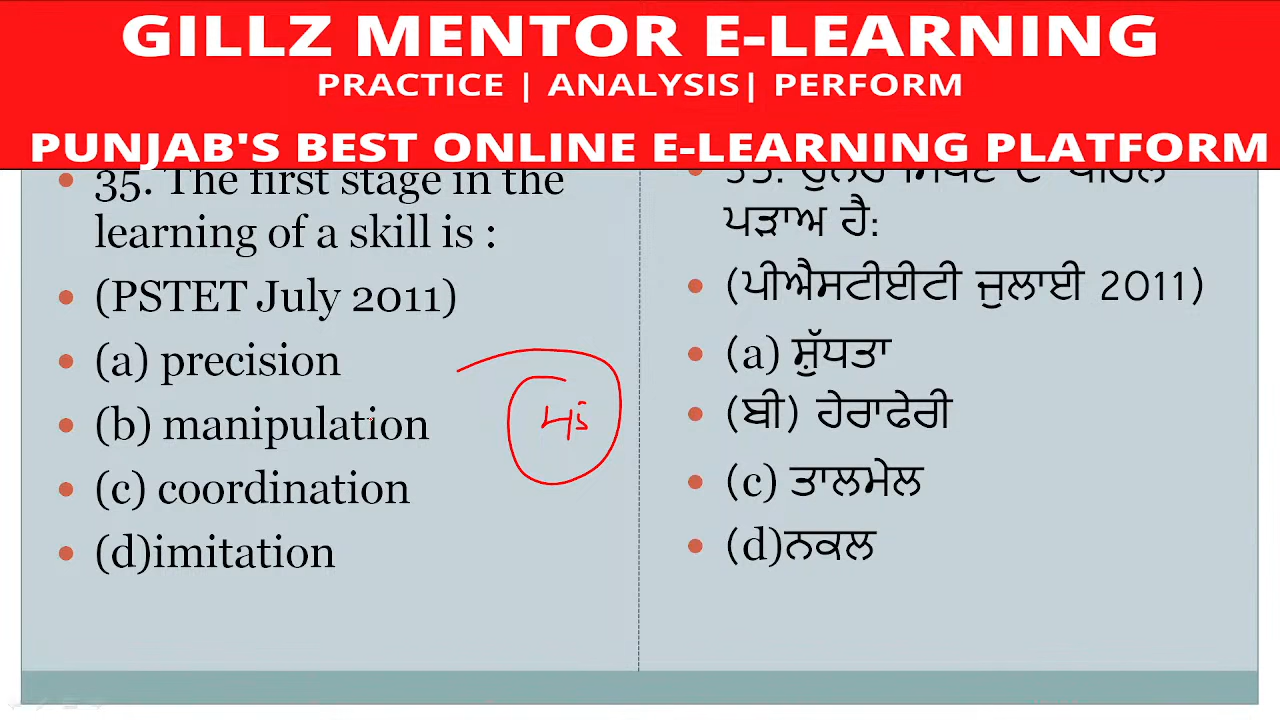 GILLZ MENTOR E-LEARNING
PRACTICE | ANALYSIS| PERFORM
PUNJAB'S BEST ONLINE E-LEARNING PLATFORM
• 35. The first stage in the
learning of a skill is :
• (PSTET July 2011)
• (a) precision
• (b) manipulation
• (c) coordination
• (d)imitation
45
ਪੜਾਅ ਹੈ:
• (ਪੀਐਸਟੀਈਟੀ ਜੁਲਾਈ 2011)
• (a) ਸ਼ੁੱਧਤਾ
• (ਬੀ) ਹੇਰਾਫੇਰੀ
• (c) ਤਾਲਮੇਲ
• (d)ਨਕਲ